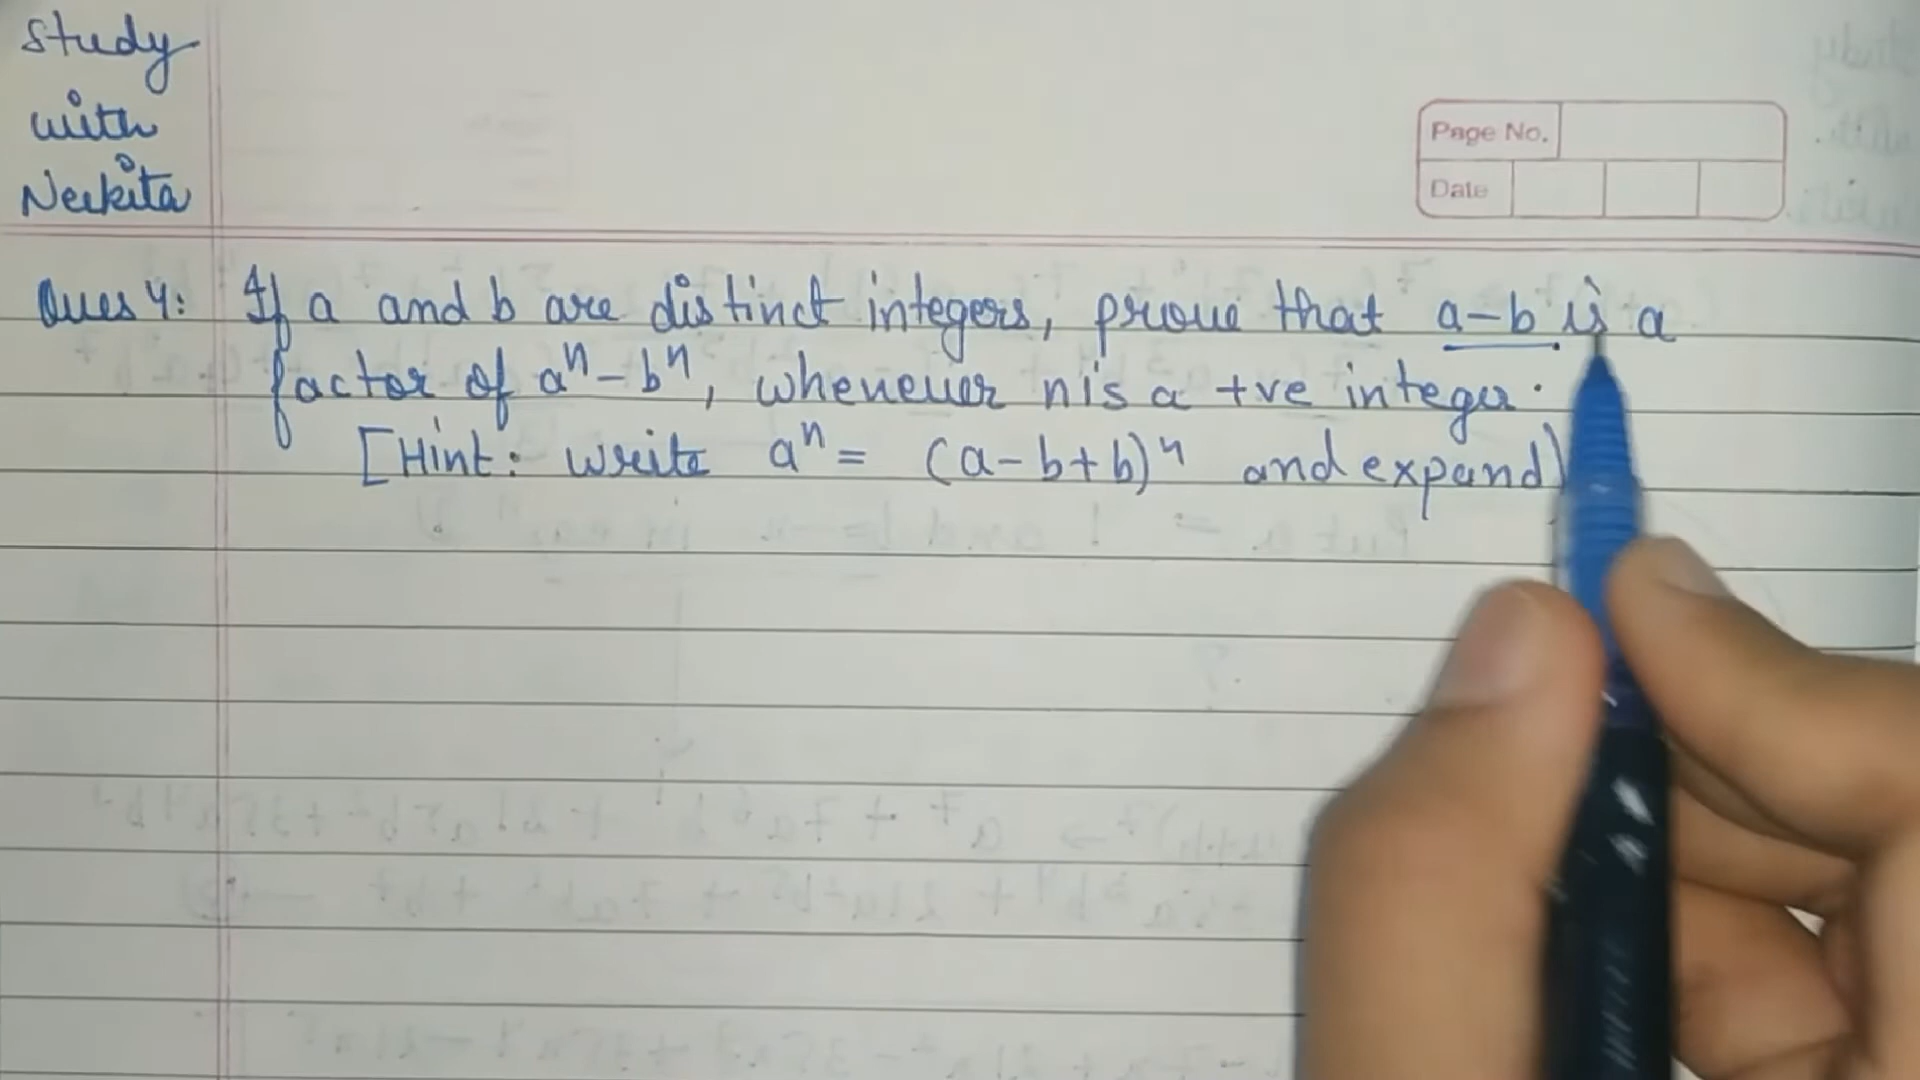 Study
with
Neekita
Page No.
Date
Ques 4: If a and b are distinct integers, prove that a-b is a
factor of aⁿ-bⁿ, whenever n is a +ve integer.
[Hint: write aⁿ = (a-b+b)ⁿ and expand]